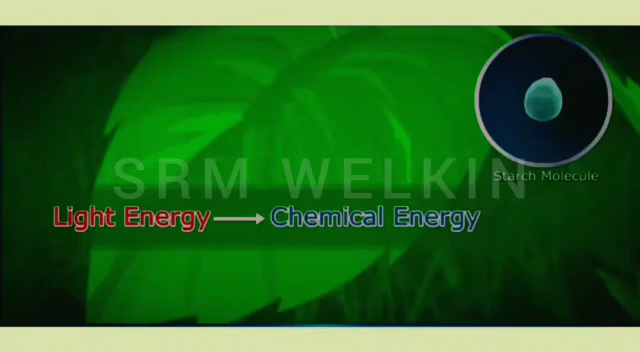 SRM WELKIN
Starch Molecule
Light Energy → Chemical Energy